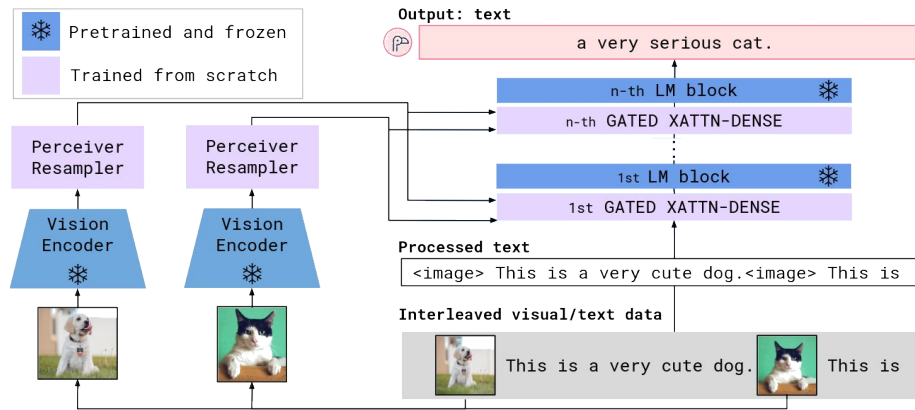 Pretrained and frozen
Trained from scratch
Output: text
a very serious cat.
n-th LM block
n-th GATED XATTN-DENSE
1st LM block
1st GATED XATTN-DENSE
Perceiver
Resampler
Perceiver
Resampler
Vision
Encoder
Vision
Encoder
Processed text
<image> This is a very cute dog.<image> This is
Interleaved visual/text data
This is a very cute dog.
This is